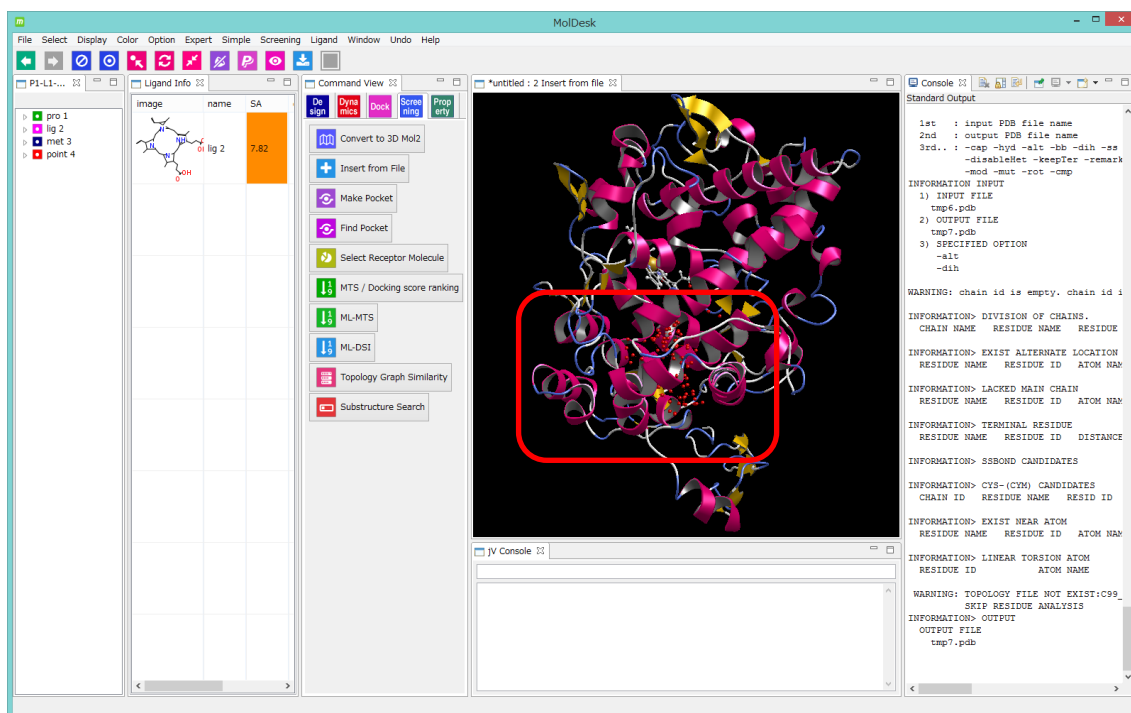 MolDesk
File Select Display Color Option Expert Simple Screening Ligand Window Undo Help
P1-L1-...
pro 1
lig 2
met 3
point 4
Ligand Info
image name SA
lig 2 7.82
N
NH
N
N
OH
O
Command View
De sign
Dyna mics
Dock
Scree ning
Prop erty
Convert to 3D Mol2
Insert from File
Make Pocket
Find Pocket
Select Receptor Molecule
MTS / Docking score ranking
ML-MTS
ML-DSI
Topology Graph Similarity
Substructure Search
*untitled : 2 Insert from file
jV Console
Console
Standard Output
1st : input PDB file name
2nd : output PDB file name
3rd.. : -cap -hyd -alt -bb -dih -ss
-disableHet -keepTer -remark
-mod -mut -rot -cmp
INFORMATION INPUT
1) INPUT FILE
tmp6.pdb
2) OUTPUT FILE
tmp7.pdb
3) SPECIFIED OPTION
-alt
-dih
WARNING: chain id is empty. chain id i
INFORMATION> DIVISION OF CHAINS.
CHAIN NAME RESIDUE NAME RESIDUE
INFORMATION> EXIST ALTERNATE LOCATION
RESIDUE NAME RESIDUE ID ATOM NAM
INFORMATION> LACKED MAIN CHAIN
RESIDUE NAME RESIDUE ID ATOM NAM
INFORMATION> TERMINAL RESIDUE
RESIDUE NAME RESIDUE ID DISTANCE
INFORMATION> SSBOND CANDIDATES
INFORMATION> CYS-(CYM) CANDIDATES
CHAIN ID RESIDUE NAME RESID ID
INFORMATION> EXIST NEAR ATOM
RESIDUE NAME RESIDUE ID ATOM NAM
INFORMATION> LINEAR TORSION ATOM
RESIDUE ID ATOM NAME
WARNING: TOPOLOGY FILE NOT EXIST:C99_
SKIP RESIDUE ANALYSIS
INFORMATION> OUTPUT
OUTPUT FILE
tmp7.pdb